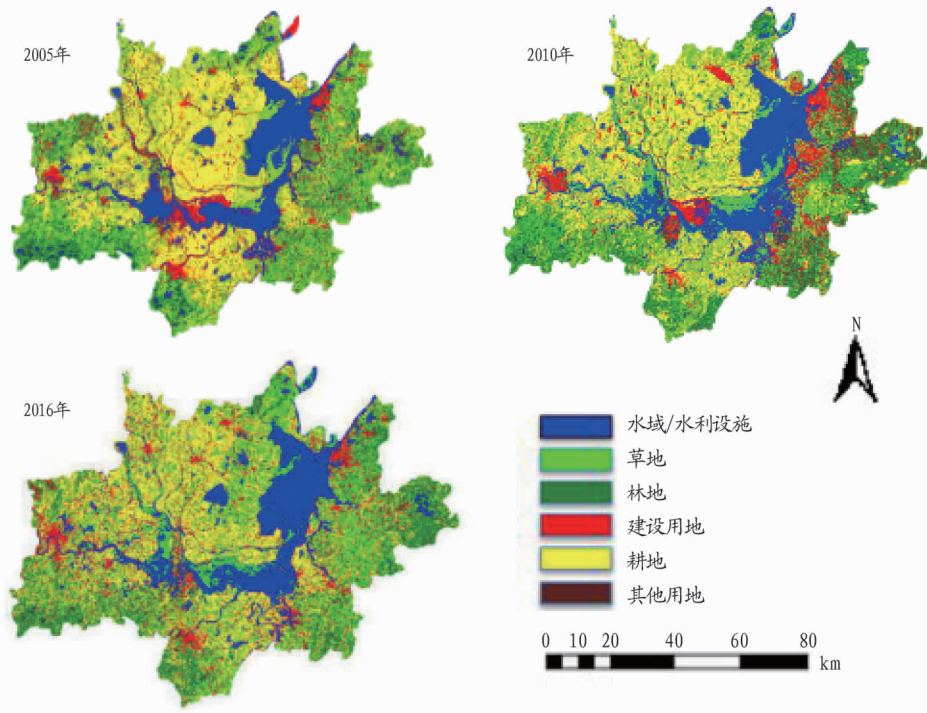 2005年
2010年
N
2016年
水域/水利设施
草地
林地
建设用地
耕地
其他用地
0 10 20 40 60 80
km